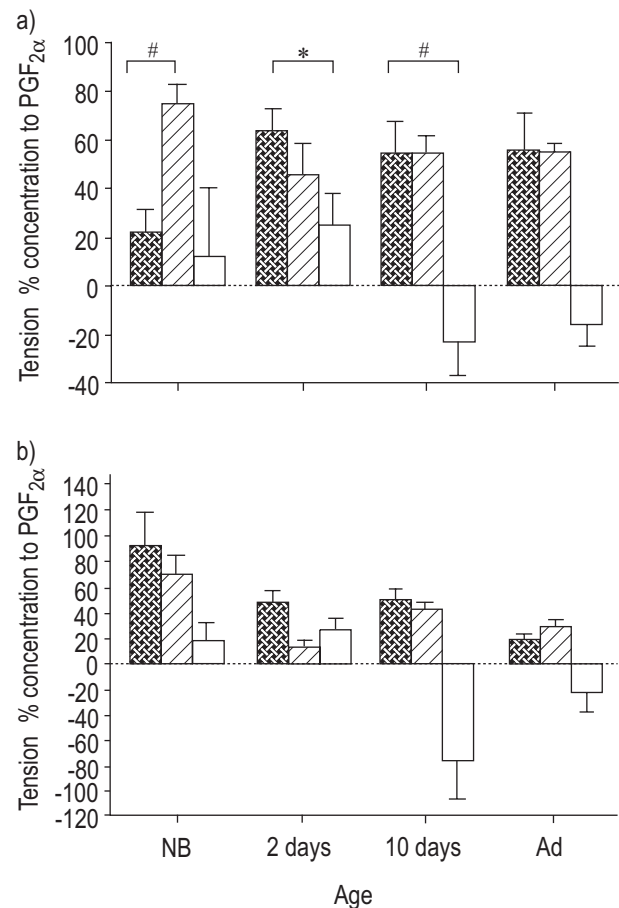 a)
Tension % concentration to PGF2α
100
80
60
40
20
0
-20
-40
#
*
#
b)
Tension % concentration to PGF2α
140
120
100
80
60
40
20
0
-20
-40
-60
-80
-100
-120
NB
2 days
10 days
Ad
Age